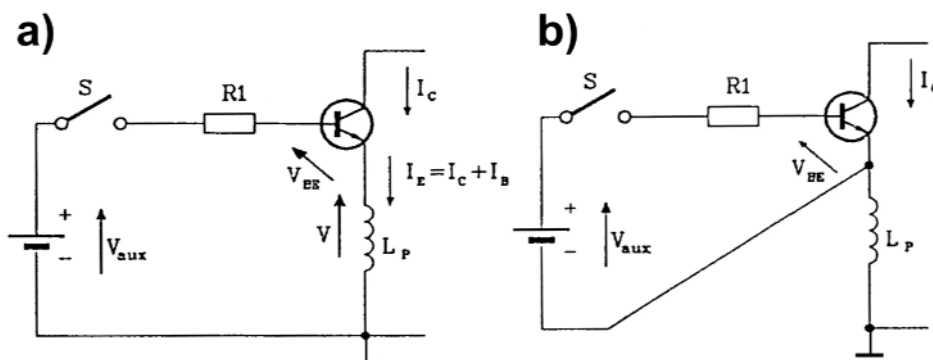 a)
S
R1
I_C
V_BE
I_E=I_C+I_B
+
-
V_aux
V
L_P
b)
S
R1
V_BE
+
-
V_aux
L_P